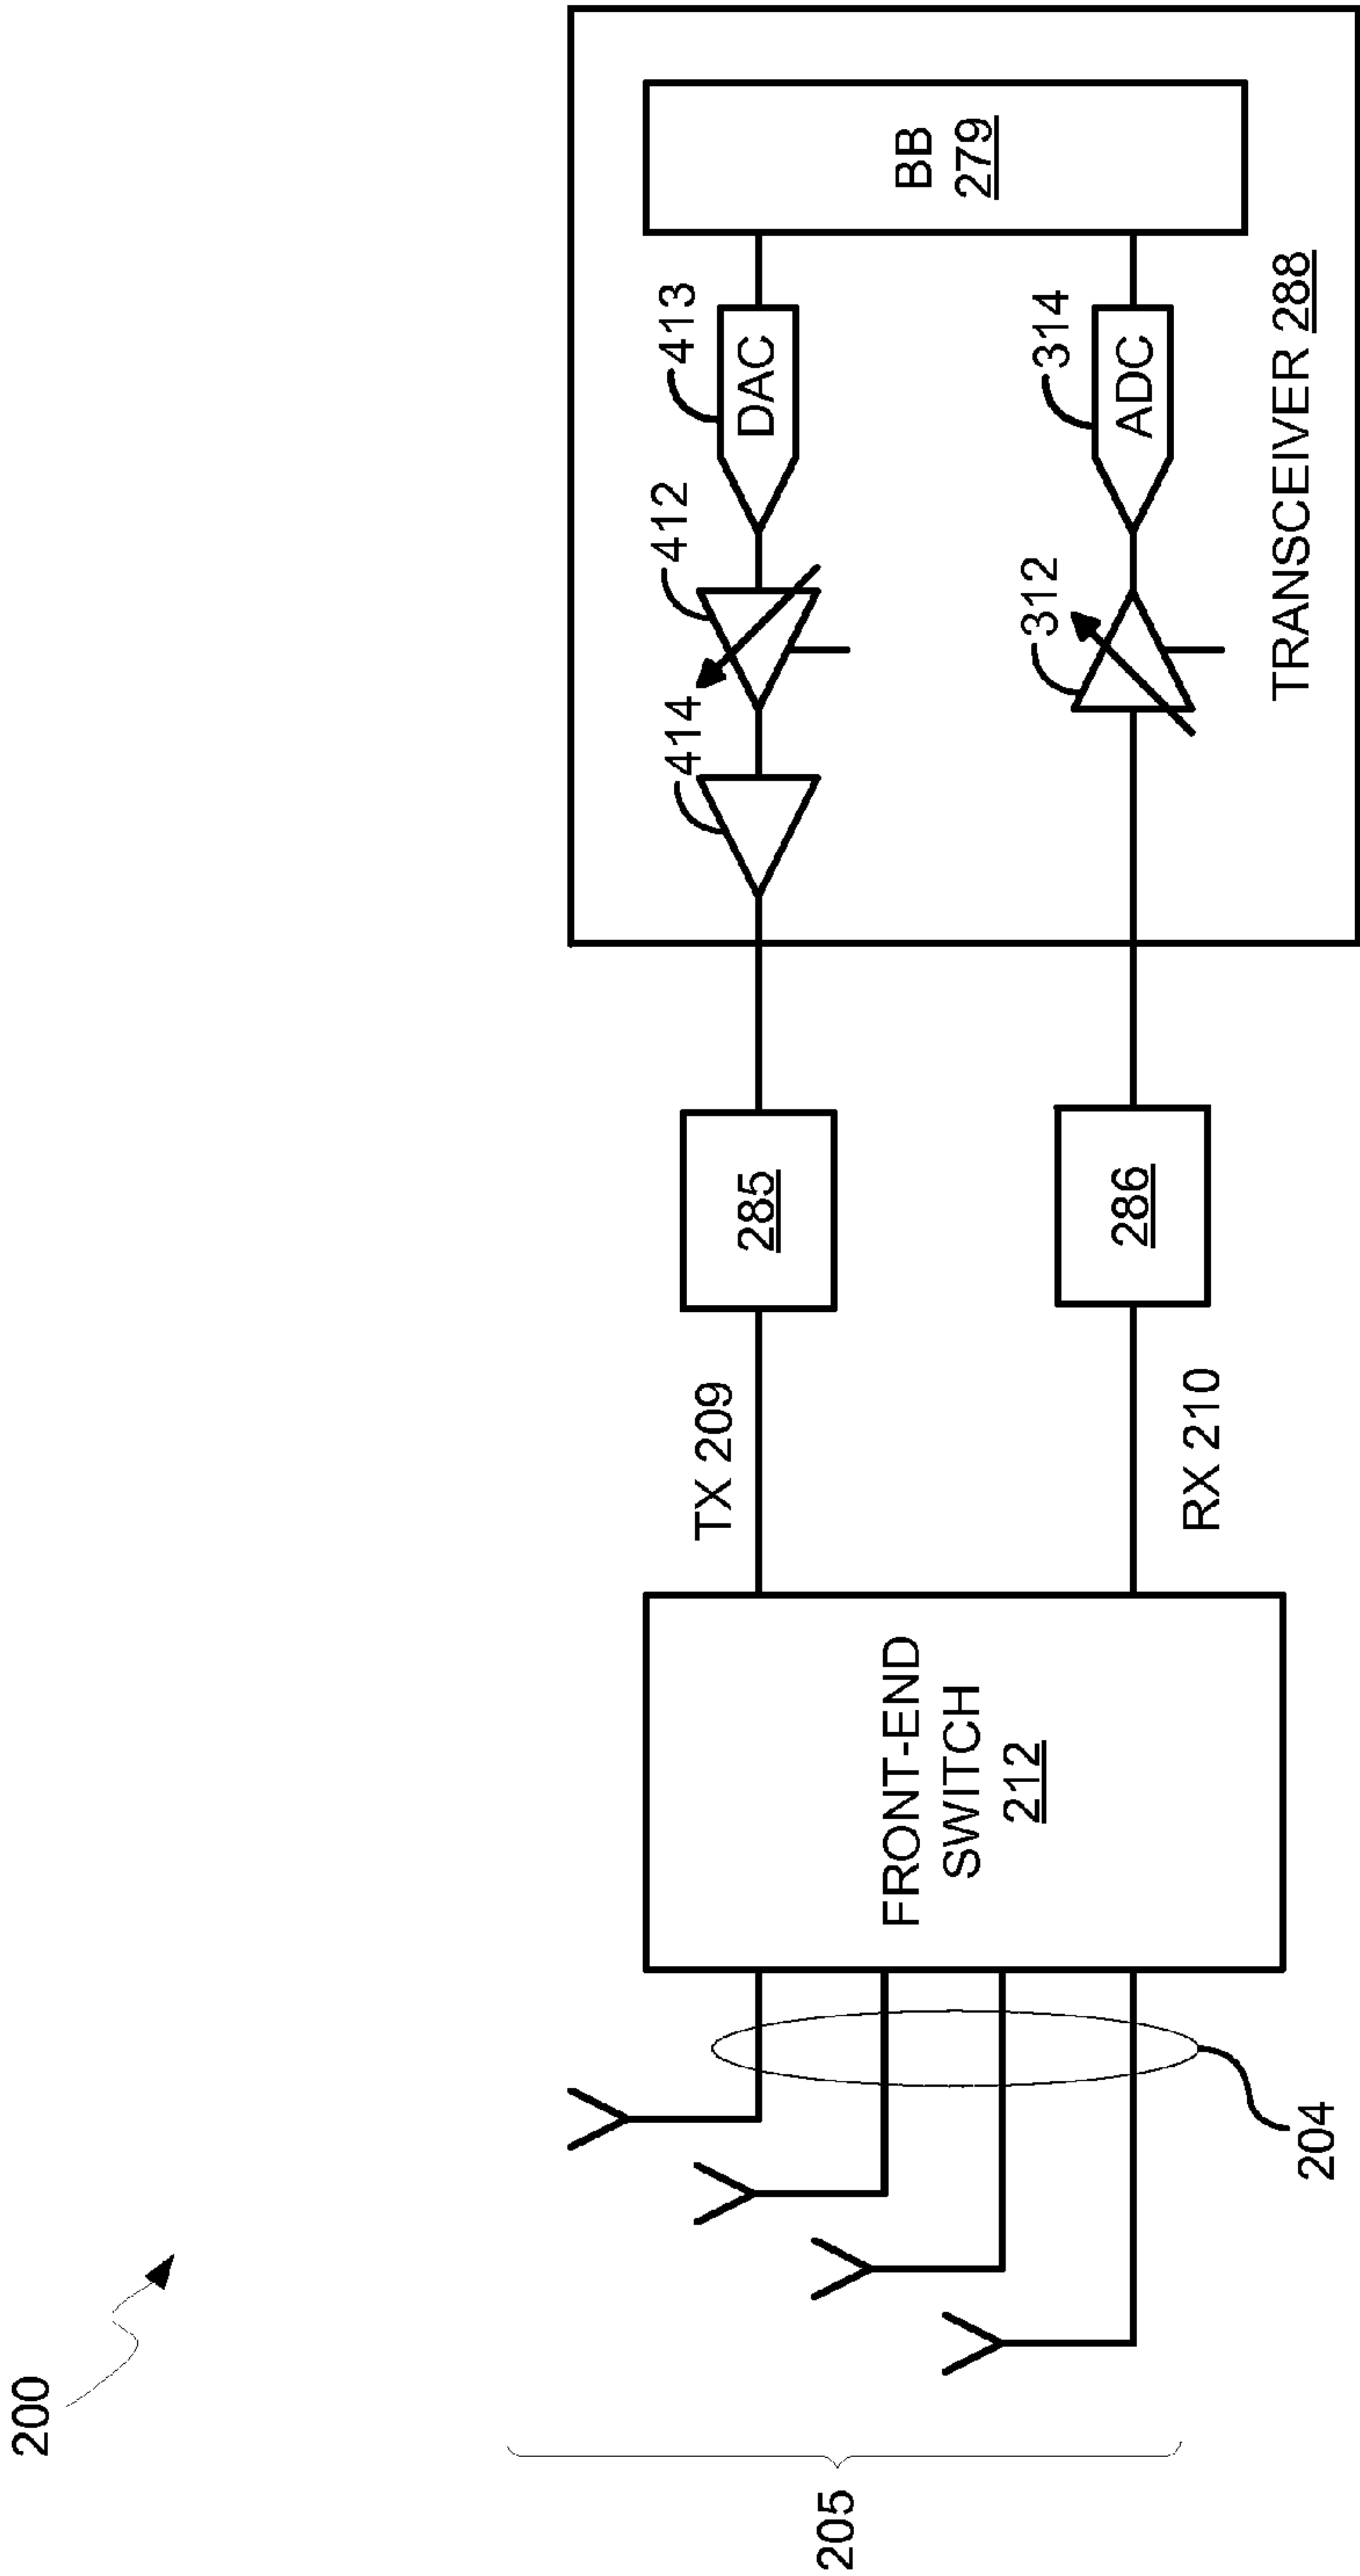 200
205
204
FRONT-END
SWITCH
212
TX 209
RX 210
285
286
414
412
413
DAC
312
314
ADC
BB
279
TRANSCEIVER 288